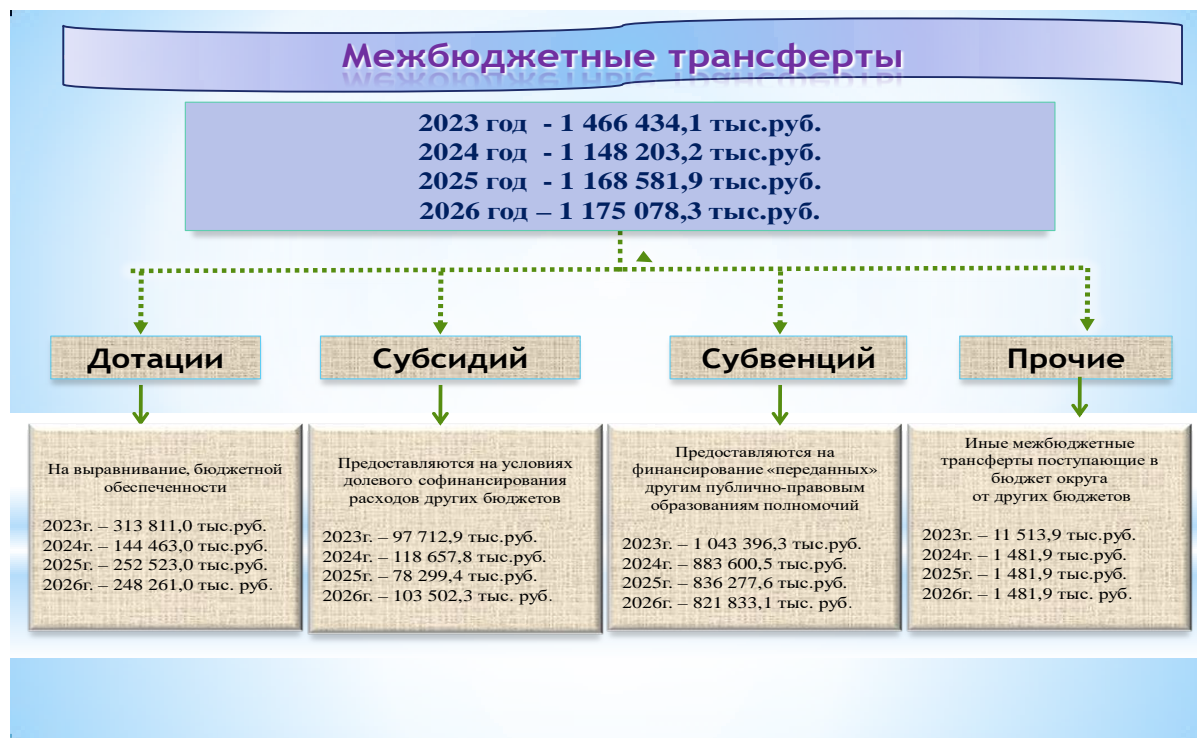 Межбюджетные трансферты
2023 год - 1 466 434,1 тыс.руб.
2024 год - 1 148 203,2 тыс.руб.
2025 год - 1 168 581,9 тыс.руб.
2026 год – 1 175 078,3 тыс.руб.
Дотации
Субсидий
Субвенций
Прочие
На выравнивание, бюджетной
обеспеченности
2023г. – 313 811,0 тыс.руб.
2024г. – 144 463,0 тыс.руб.
2025г. – 252 523,0 тыс.руб.
2026г. – 248 261,0 тыс. руб.
Предоставляются на условиях
долевого софинансирования
расходов других бюджетов
2023г. – 97 712,9 тыс.руб.
2024г. – 118 657,8 тыс.руб.
2025г. – 78 299,4 тыс.руб.
2026г. – 103 502,3 тыс. руб.
Предоставляются на
финансирование «переданных»
другим публично-правовым
образованиям полномочий
2023г. – 1 043 396,3 тыс.руб.
2024г. – 883 600,5 тыс.руб.
2025г. – 836 277,6 тыс.руб.
2026г. – 821 833,1 тыс. руб.
Иные межбюджетные
трансферты поступающие в
бюджет округа
от других бюджетов
2023г. – 11 513,9 тыс.руб.
2024г. – 1 481,9 тыс.руб.
2025г. – 1 481,9 тыс.руб.
2026г. – 1 481,9 тыс. руб.